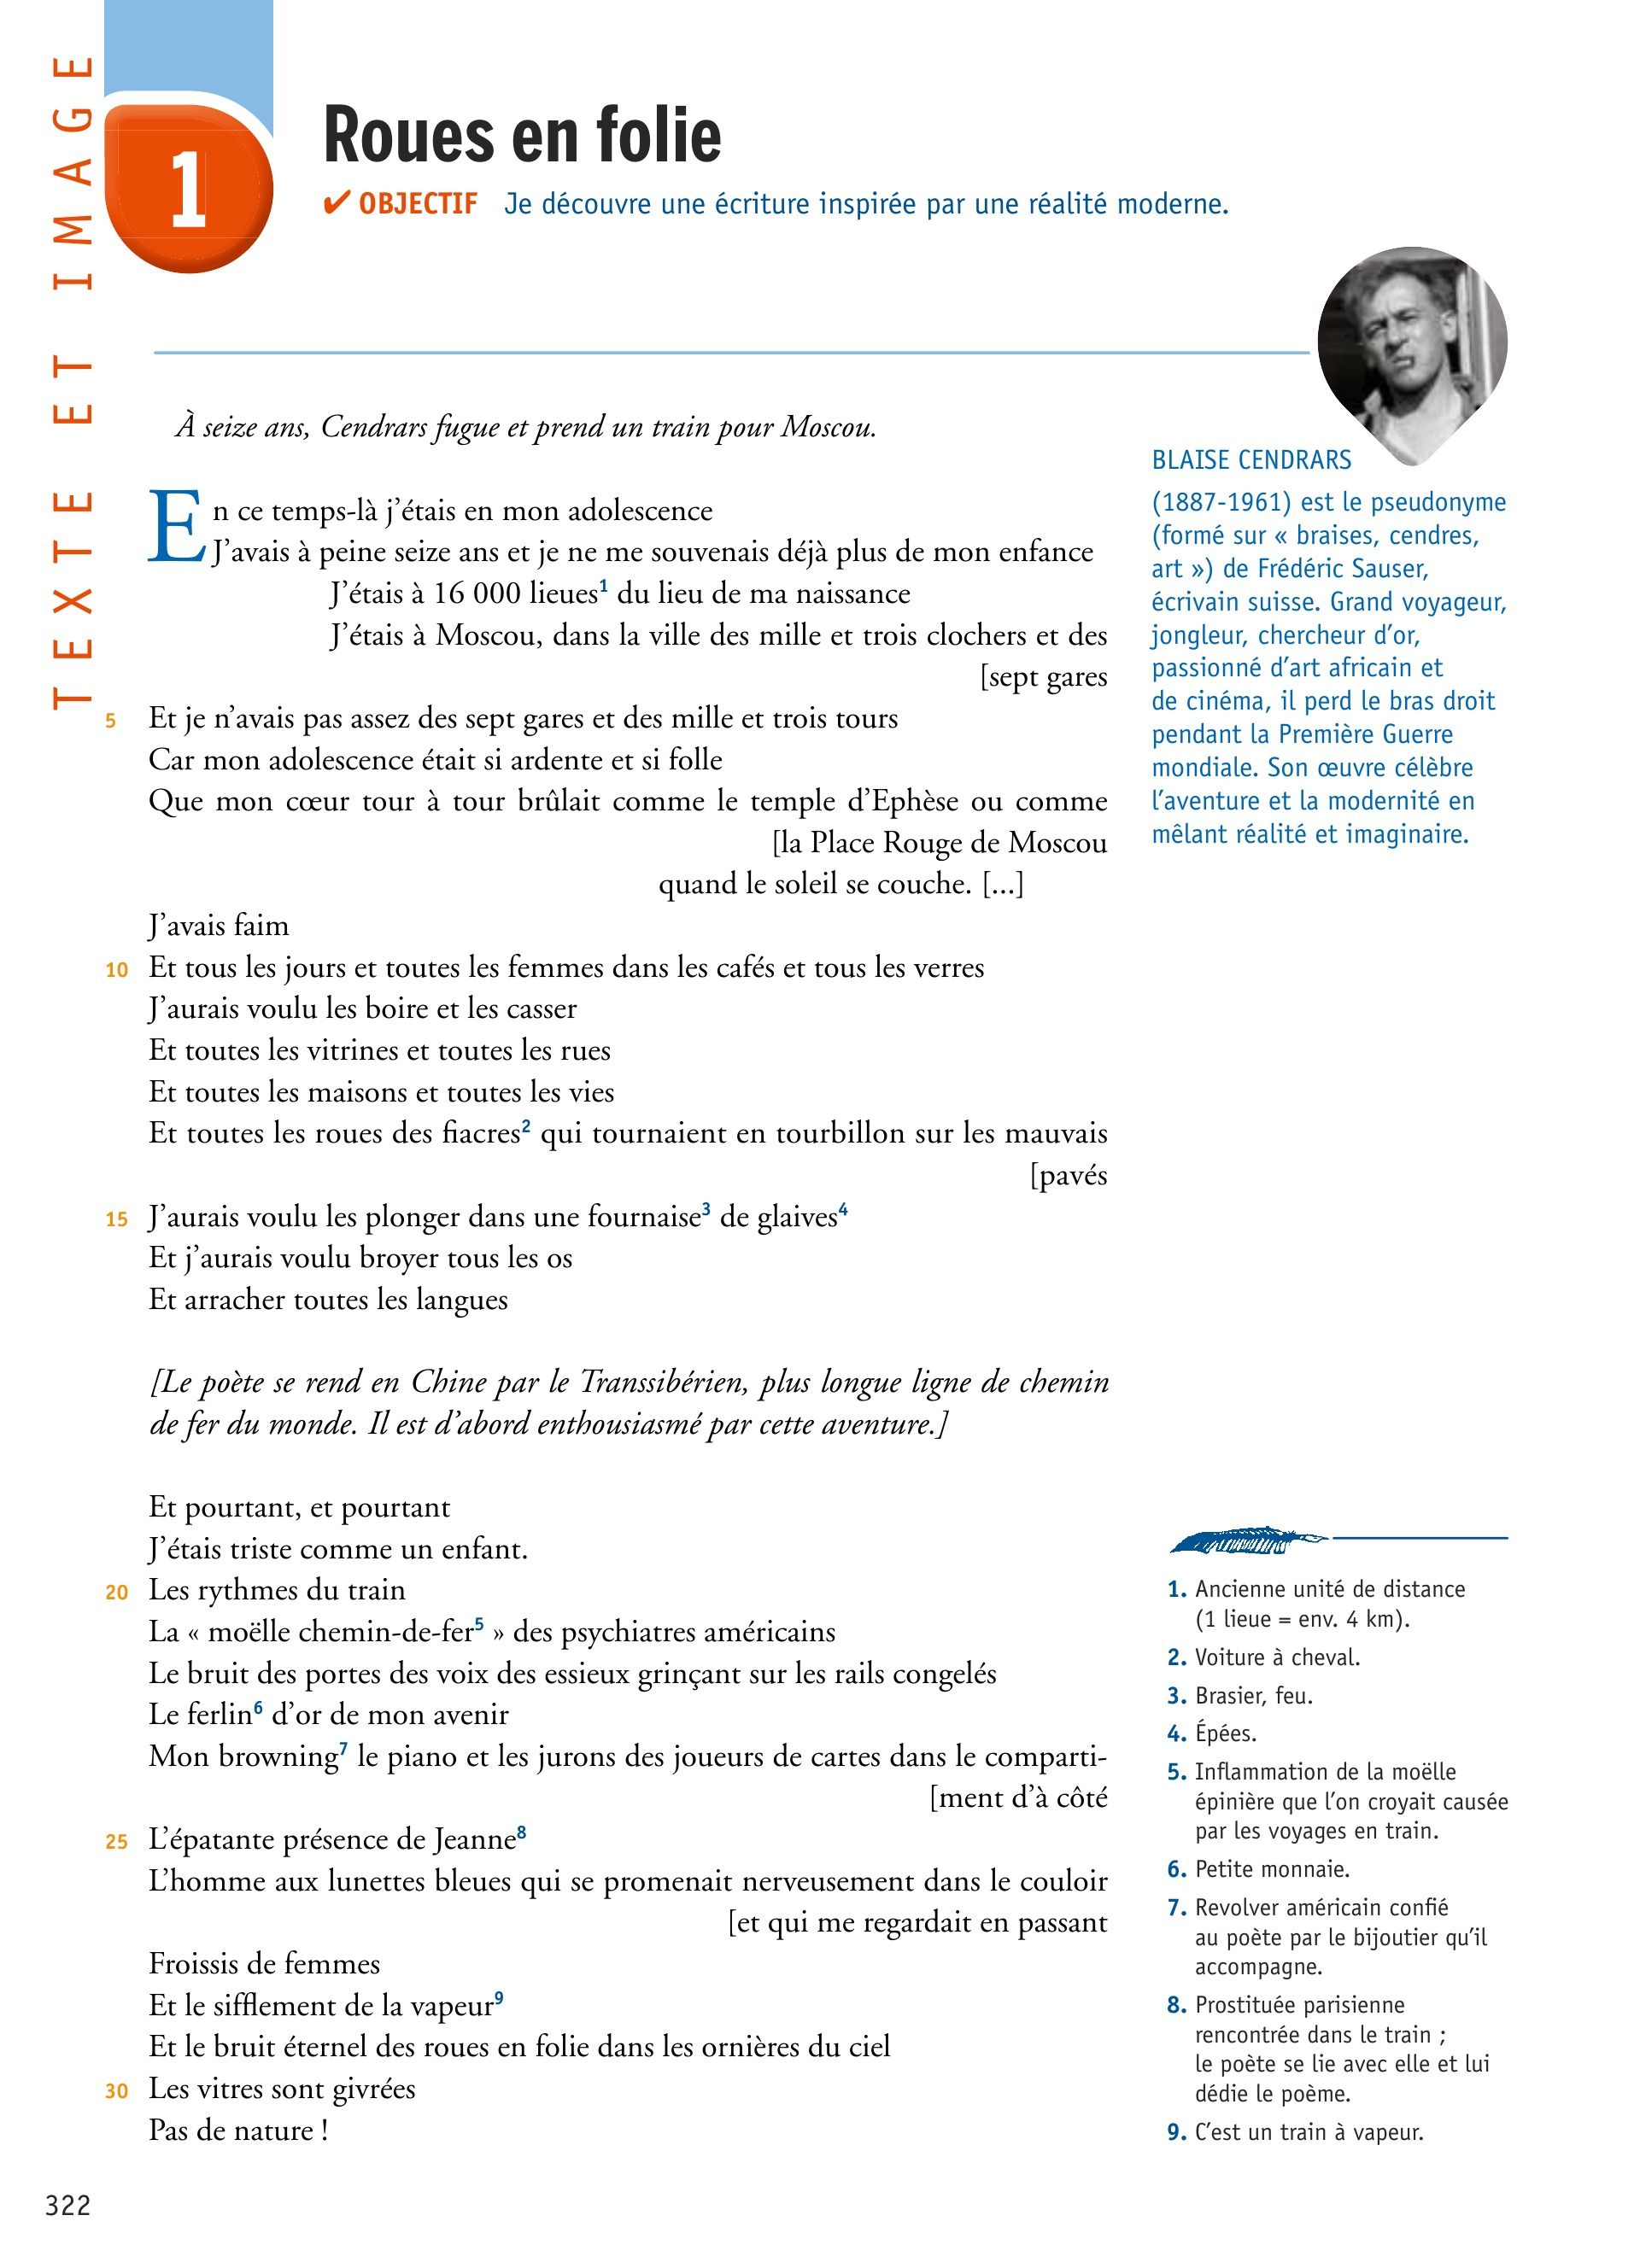 TEXTE ET IMAGE
1
Roues en folie
✔ OBJECTIF Je découvre une écriture inspirée par une réalité moderne.
À seize ans, Cendrars fugue et prend un train pour Moscou.
En ce temps-là j’étais en mon adolescence
J’avais à peine seize ans et je ne me souvenais déjà plus de mon enfance
J’étais à 16 000 lieues1 du lieu de ma naissance
J’étais à Moscou, dans la ville des mille et trois clochers et des
[sept gares
5 Et je n’avais pas assez des sept gares et des mille et trois tours
Car mon adolescence était si ardente et si folle
Que mon cœur tour à tour brûlait comme le temple d’Ephèse ou comme
[la Place Rouge de Moscou
quand le soleil se couche. [...]
J’avais faim
10 Et tous les jours et toutes les femmes dans les cafés et tous les verres
J’aurais voulu les boire et les casser
Et toutes les vitrines et toutes les rues
Et toutes les maisons et toutes les vies
Et toutes les roues des fiacres2 qui tournaient en tourbillon sur les mauvais
[pavés
15 J’aurais voulu les plonger dans une fournaise3 de glaives4
Et j’aurais voulu broyer tous les os
Et arracher toutes les langues
[Le poète se rend en Chine par le Transsibérien, plus longue ligne de chemin
de fer du monde. Il est d’abord enthousiasmé par cette aventure.]
Et pourtant, et pourtant
J’étais triste comme un enfant.
20 Les rythmes du train
La « moëlle chemin-de-fer5 » des psychiatres américains
Le bruit des portes des voix des essieux grinçant sur les rails congelés
Le ferlin6 d’or de mon avenir
Mon browning7 le piano et les jurons des joueurs de cartes dans le comparti-
[ment d’à côté
25 L’épatante présence de Jeanne8
L’homme aux lunettes bleues qui se promenait nerveusement dans le couloir
[et qui me regardait en passant
Froissis de femmes
Et le sifflement de la vapeur9
Et le bruit éternel des roues en folie dans les ornières du ciel
30 Les vitres sont givrées
Pas de nature !
BLAISE CENDRARS
(1887-1961) est le pseudonyme
(formé sur « braises, cendres,
art ») de Frédéric Sauser,
écrivain suisse. Grand voyageur,
jongleur, chercheur d’or,
passionné d’art africain et
de cinéma, il perd le bras droit
pendant la Première Guerre
mondiale. Son œuvre célèbre
l’aventure et la modernité en
mêlant réalité et imaginaire.
1. Ancienne unité de distance
(1 lieue = env. 4 km).
2. Voiture à cheval.
3. Brasier, feu.
4. Épées.
5. Inflammation de la moëlle
épinière que l’on croyait causée
par les voyages en train.
6. Petite monnaie.
7. Revolver américain confié
au poète par le bijoutier qu’il
accompagne.
8. Prostituée parisienne
rencontrée dans le train ;
le poète se lie avec elle et lui
dédie le poème.
9. C’est un train à vapeur.
322